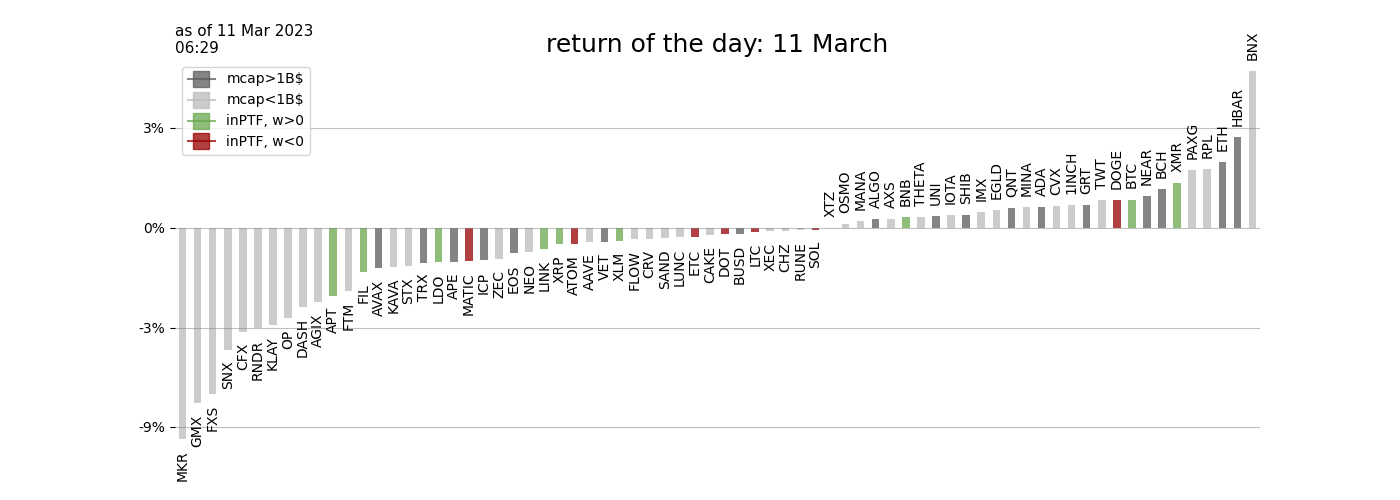 as of 11 Mar 2023
06:29
return of the day: 11 March
mcap>1B$
mcap<1B$
inPTF, w>0
inPTF, w<0
3%
0%
-3%
-9%
MKR
GMX
FXS
SNX
CFX
RNDR
KLAY
OP
DASH
AGIX
APT
FTM
FIL
AVAX
KAVA
STX
TRX
LDO
APE
MATIC
ICP
ZEC
EOS
NEO
LINK
XRP
ATOM
AAVE
VET
XLM
FLOW
CRV
SAND
LUNC
ETC
CAKE
DOT
BUSD
LTC
XEC
CHZ
RUNE
SOL
XTZ
OSMO
MANA
ALGO
AXS
BNB
THETA
UNI
IOTA
SHIB
IMX
EGLD
QNT
MINA
ADA
CVX
1INCH
GRT
TWT
DOGE
BTC
NEAR
BCH
XMR
PAXG
RPL
ETH
HBAR
BNX